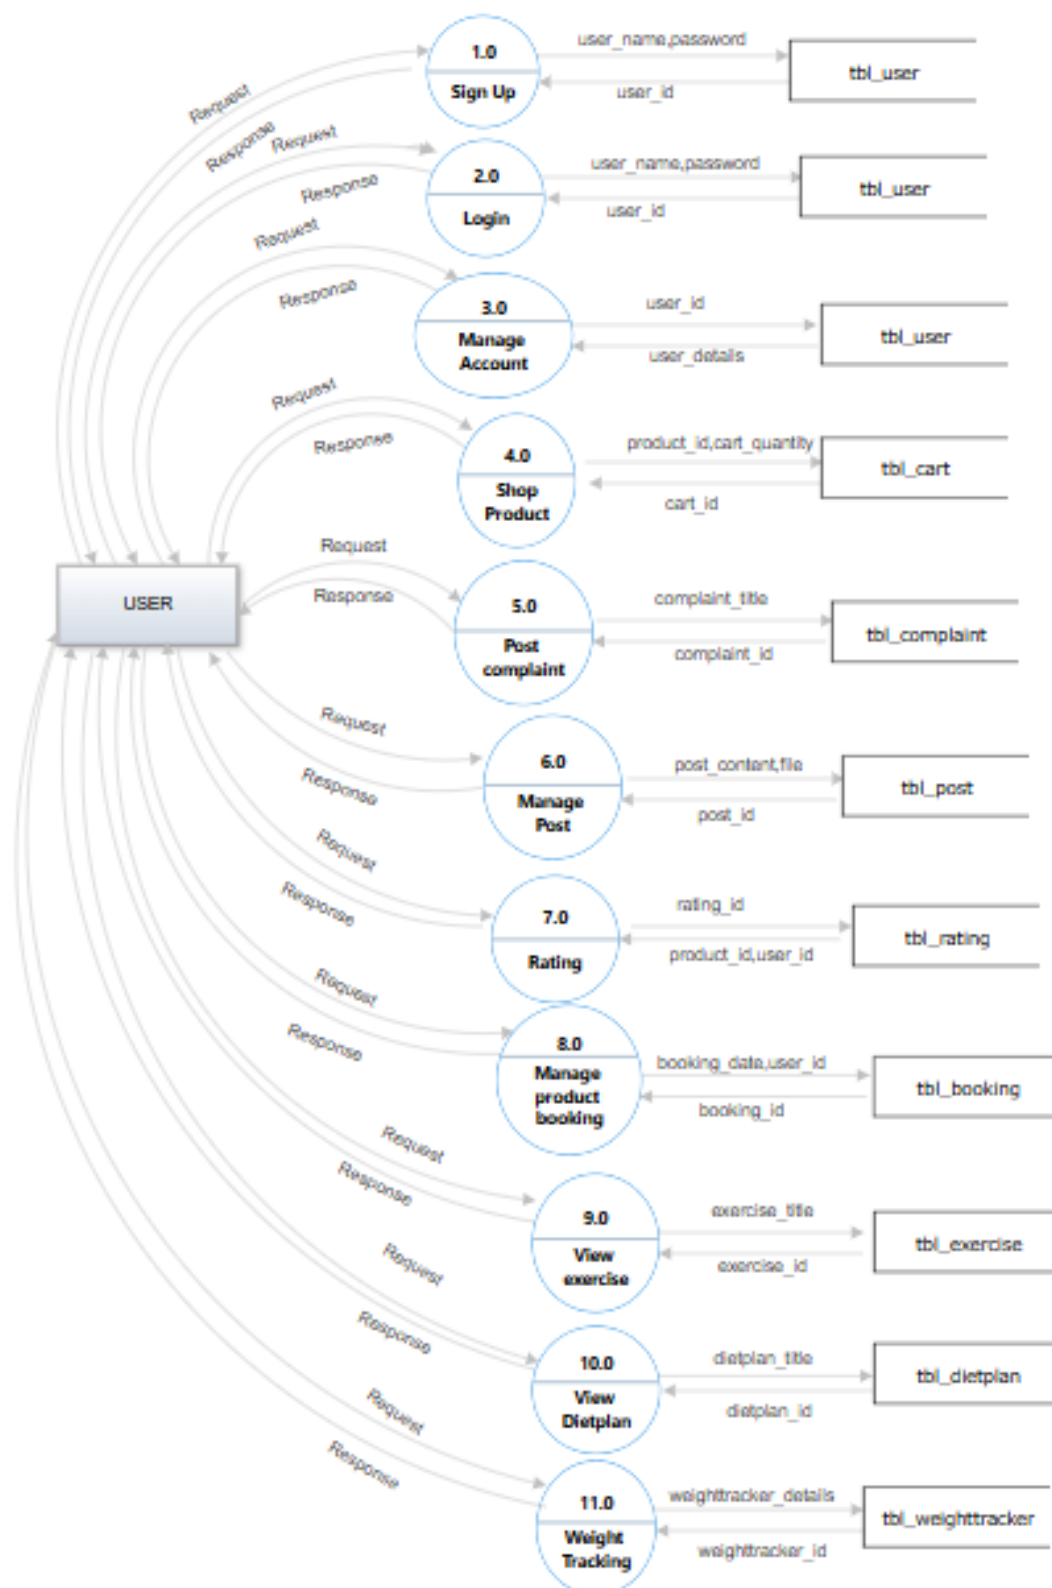 1.0
Sign Up
user_name,password
user_id
tbl_user
Request
Response
2.0
Login
user_name,password
user_id
tbl_user
Request
Response
3.0
Manage
Account
user_id
user_details
tbl_user
Request
Response
4.0
Shop
Product
product_id,cart_quantity
cart_id
tbl_cart
Request
Response
USER
5.0
Post
complaint
complaint_title
complaint_id
tbl_complaint
Request
Response
6.0
Manage
Post
post_content,file
post_id
tbl_post
Request
Response
7.0
Rating
rating_id
product_id,user_id
tbl_rating
Request
Response
8.0
Manage
product
booking
booking_date,user_id
booking_id
tbl_booking
Request
Response
9.0
View
exercise
exercise_title
exercise_id
tbl_exercise
Request
Response
10.0
View
Dietplan
dietplan_title
dietplan_id
tbl_dietplan
Request
Response
11.0
Weight
Tracking
weighttracker_details
weighttracker_id
tbl_weighttracker
Request
Response